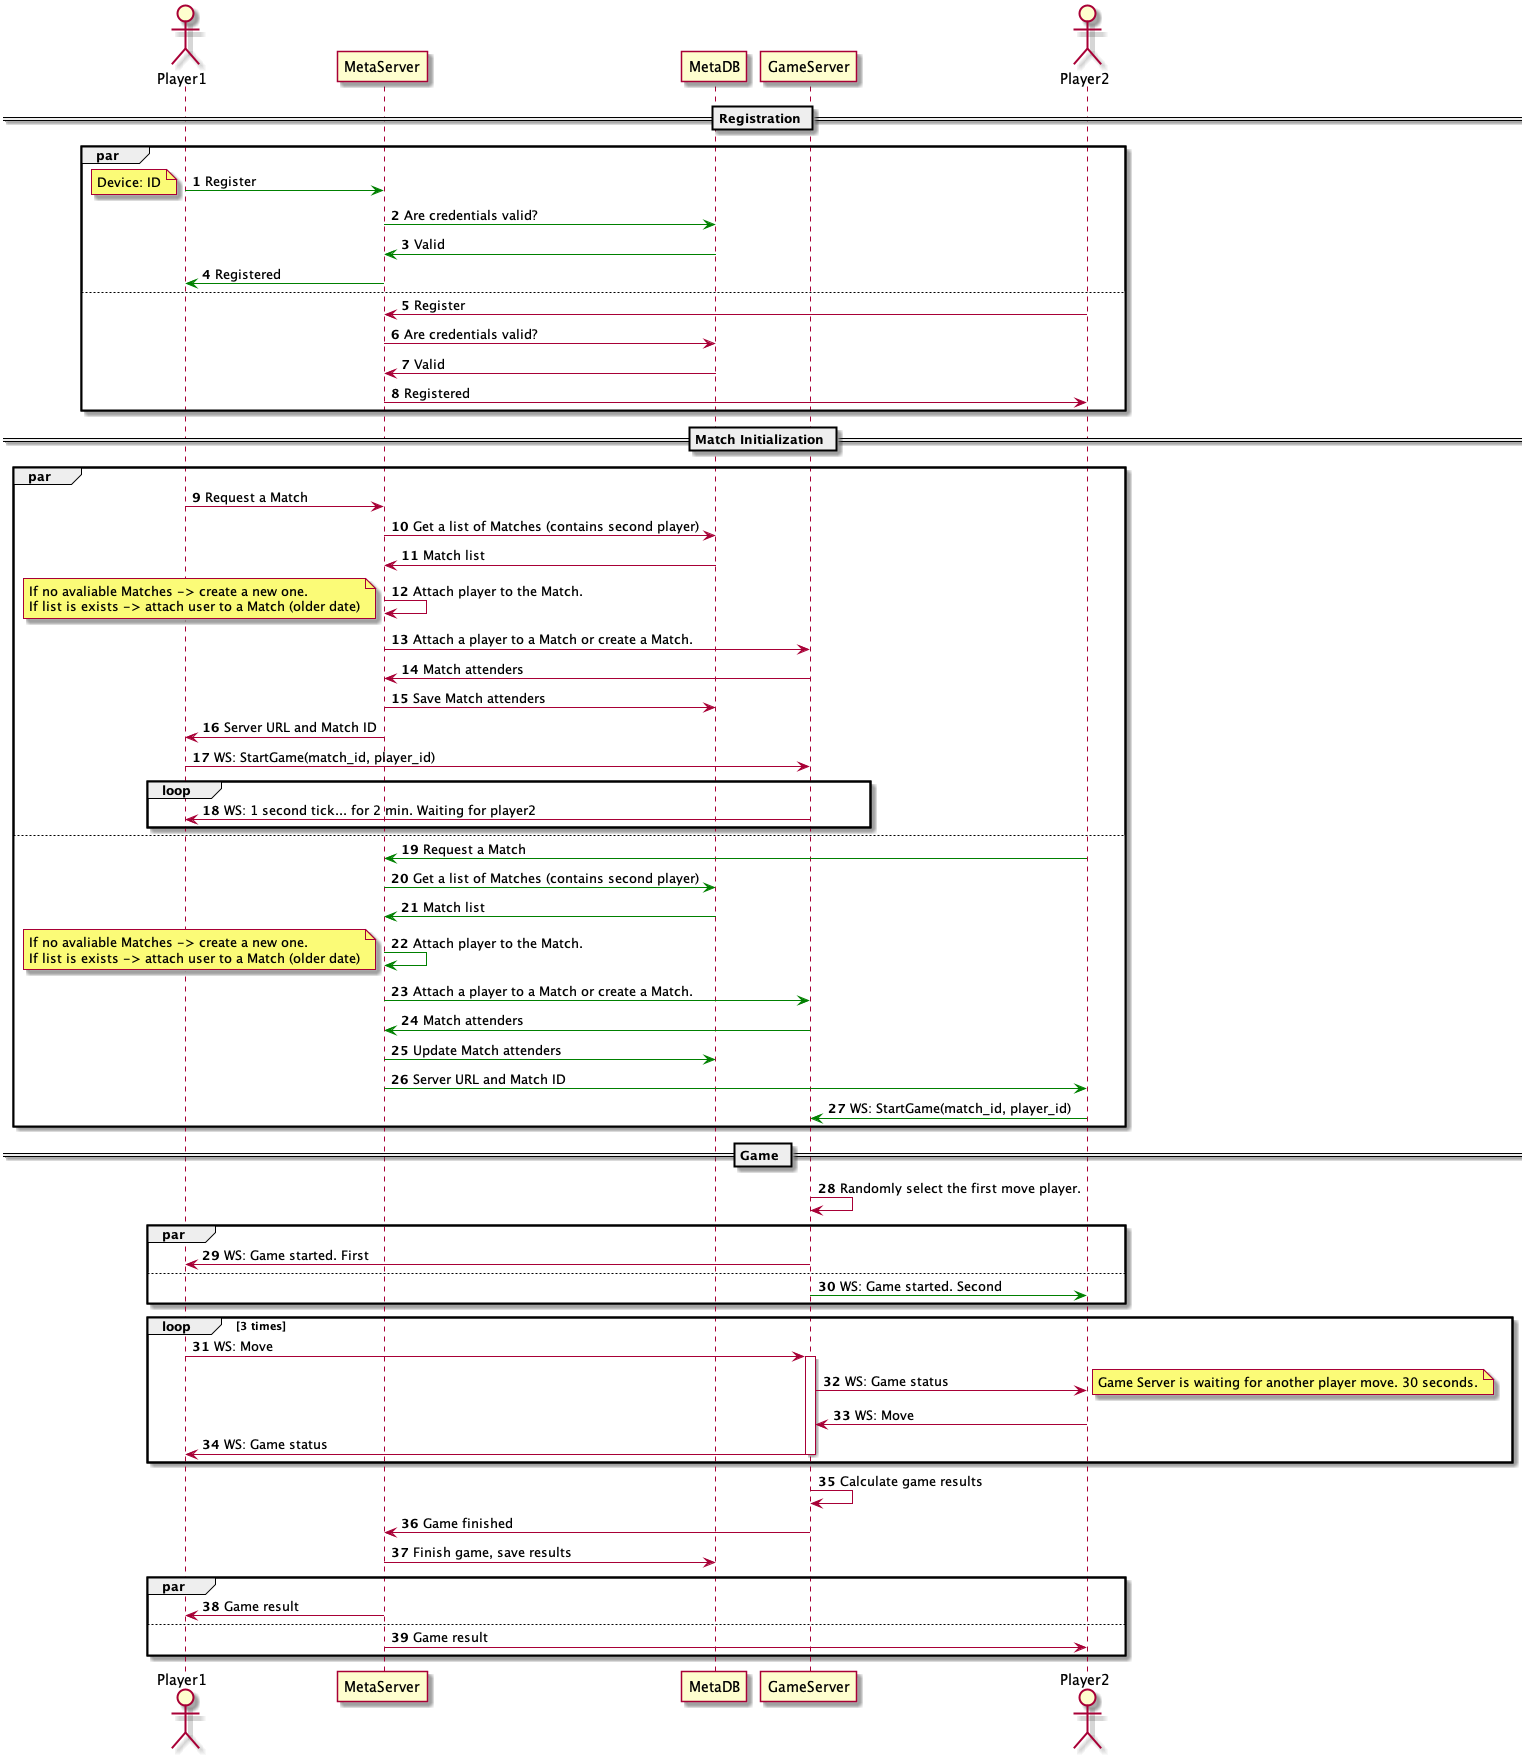 Player1
MetaServer
MetaDB
GameServer
Player2
Registration
par
Device: ID
1 Register
2 Are credentials valid?
3 Valid
4 Registered
5 Register
6 Are credentials valid?
7 Valid
8 Registered
Match Initialization
par
9 Request a Match
10 Get a list of Matches (contains second player)
11 Match list
If no avaliable Matches -> create a new one.
If list is exists -> attach user to a Match (older date)
12 Attach player to the Match.
13 Attach a player to a Match or create a Match.
14 Match attenders
15 Save Match attenders
16 Server URL and Match ID
17 WS: StartGame(match_id, player_id)
loop
18 WS: 1 second tick... for 2 min. Waiting for player2
19 Request a Match
20 Get a list of Matches (contains second player)
21 Match list
If no avaliable Matches -> create a new one.
If list is exists -> attach user to a Match (older date)
22 Attach player to the Match.
23 Attach a player to a Match or create a Match.
24 Match attenders
25 Update Match attenders
26 Server URL and Match ID
27 WS: StartGame(match_id, player_id)
Game
28 Randomly select the first move player.
par
29 WS: Game started. First
30 WS: Game started. Second
loop [3 times]
31 WS: Move
32 WS: Game status
Game Server is waiting for another player move. 30 seconds.
33 WS: Move
34 WS: Game status
35 Calculate game results
36 Game finished
37 Finish game, save results
par
38 Game result
39 Game result
Player1
MetaServer
MetaDB
GameServer
Player2